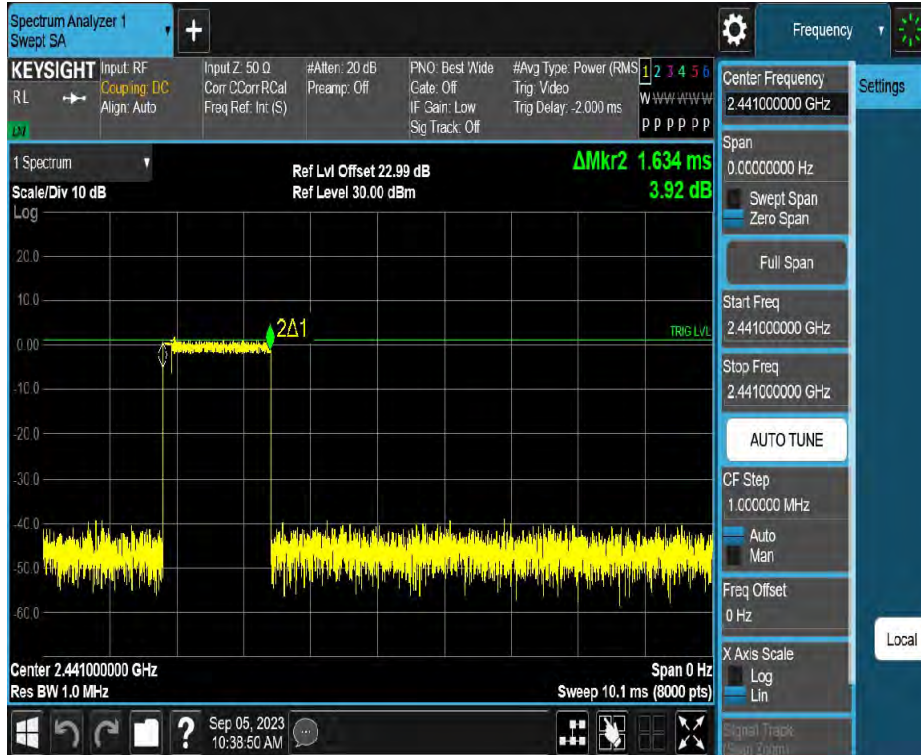 Spectrum Analyzer 1
Swept SA
+
Frequency
KEYSIGHT
RL
Input: RF
Coupling: DC
Align: Auto
Input Z: 50 Ω
Corr CCorr RCal
Freq Ref: Int (S)
#Atten: 20 dB
Preamp: Off
PNO: Best Wide
Gate: Off
IF Gain: Low
Sig Track: Off
#Avg Type: Power (RMS
Trig: Video
Trig Delay: -2.000 ms
1 2 3 4 5 6
W W W W W W
P P P P P P
1 Spectrum
Scale/Div 10 dB
Log
Ref Lvl Offset 22.99 dB
Ref Level 30.00 dBm
ΔMkr2 1.634 ms
3.92 dB
20.0
10.0
0.00
-10.0
-20.0
-30.0
-40.0
-50.0
-60.0
2Δ1
TRIG LVL
Center 2.441000000 GHz
Res BW 1.0 MHz
Span 0 Hz
Sweep 10.1 ms (8000 pts)
?
Sep 05, 2023
10:38:50 AM
Center Frequency
2.441000000 GHz
Span
0.00000000 Hz
Swept Span
Zero Span
Full Span
Start Freq
2.441000000 GHz
Stop Freq
2.441000000 GHz
AUTO TUNE
CF Step
1.000000 MHz
Auto
Man
Freq Offset
0 Hz
X Axis Scale
Log
Lin
Signal Track
(Span Zoom)
Settings
Local